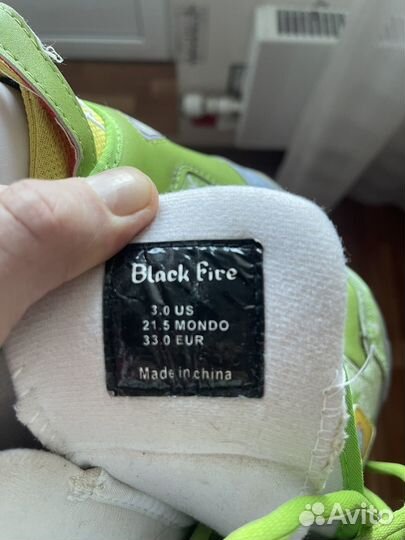 Black Fire
3.0 US
21.5 MONDO
33.0 EUR
Made in china
Avito